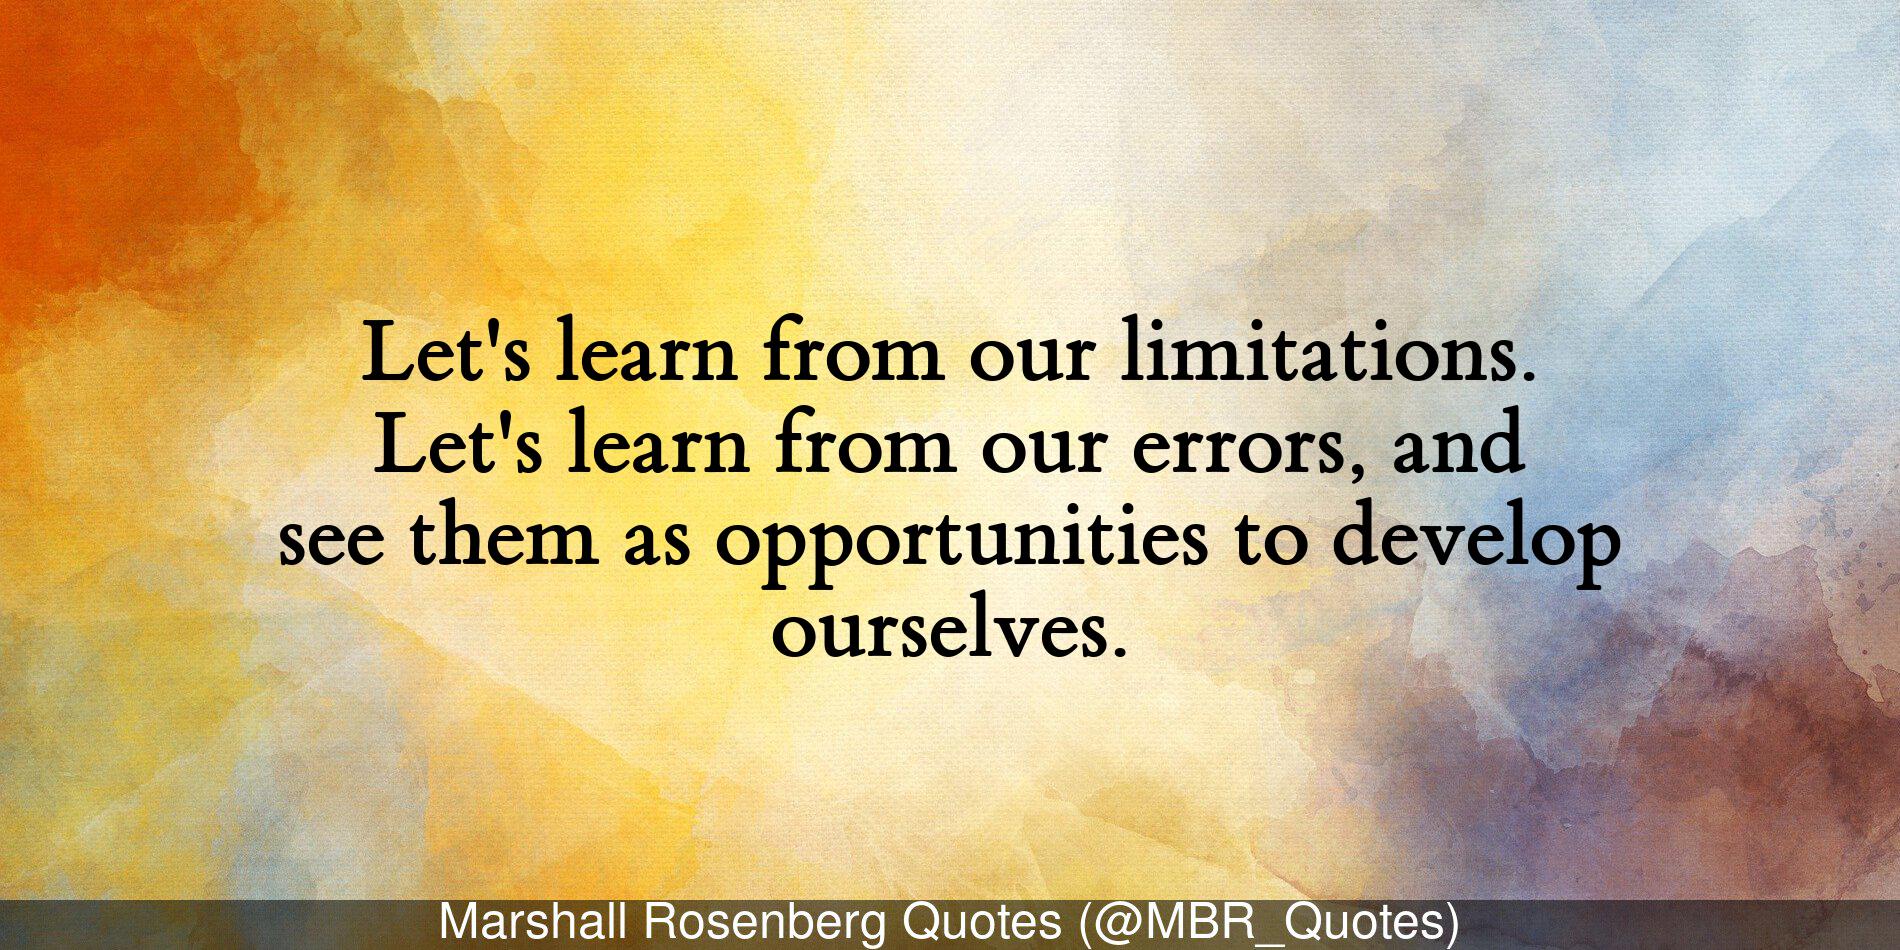 Let's learn from our limitations.
Let's learn from our errors, and
see them as opportunities to develop
ourselves.
Marshall Rosenberg Quotes (@MBR_Quotes)